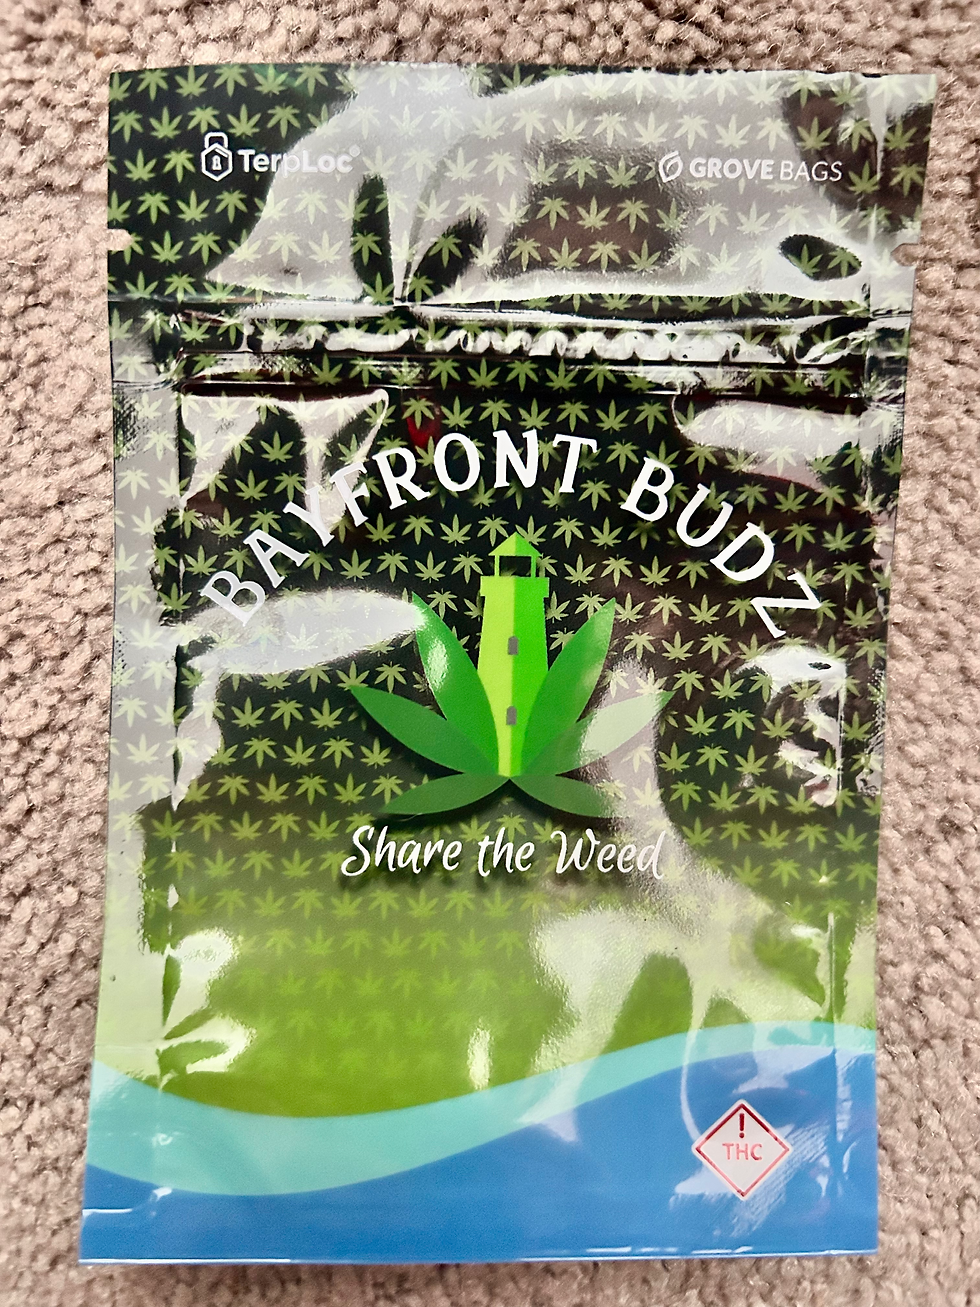 TerpLoc®
GROVE BAGS
BAYFRONT BUDZ
Share the Weed
!
THC